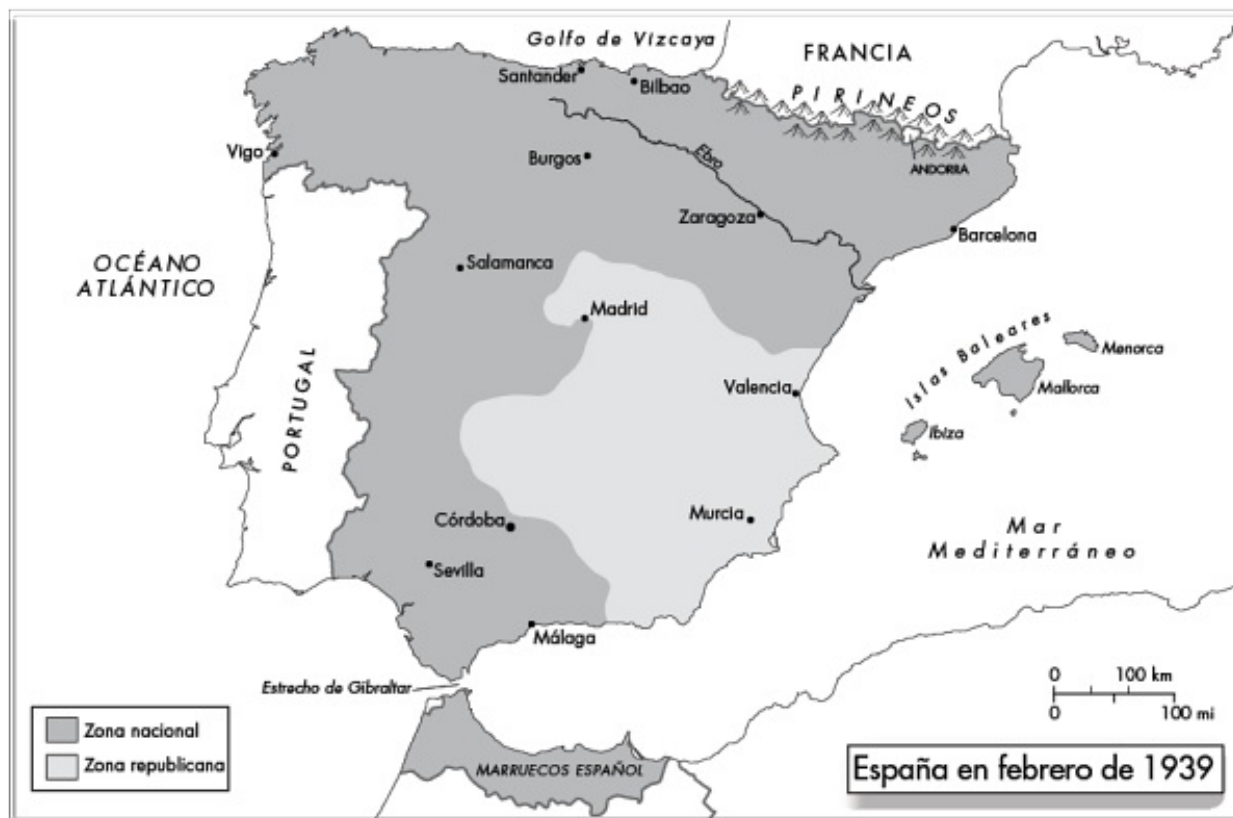 Golfo de Vizcaya
FRANCIA
Santander
Bilbao
PIRINEOS
Vigo
Burgos
Ebro
ANDORRA
Zaragoza
Barcelona
OCÉANO
ATLÁNTICO
Salamanca
Madrid
Islas Baleares
Menorca
Mallorca
PORTUGAL
Valencia
Ibiza
Córdoba
Murcia
Mar
Mediterráneo
Sevilla
Málaga
Estrecho de Gibraltar
0 100 km
0 100 mi
Zona nacional
Zona republicana
MARRUECOS ESPAÑOL
España en febrero de 1939